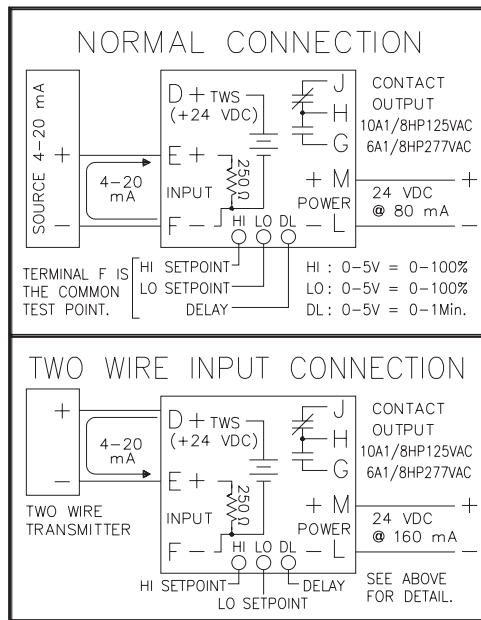 NORMAL CONNECTION
SOURCE 4-20 mA
+
-
4-20
mA
D + TWS
(+24 VDC)
E +
INPUT
250Ω
F -
HI LO DL
J
H
G
+ M
POWER
- L
CONTACT
OUTPUT
10A1/8HP125VAC
6A1/8HP277VAC
+
24 VDC
@ 80 mA
-
TERMINAL F IS
THE COMMON
TEST POINT.
HI SETPOINT
LO SETPOINT
DELAY
HI: 0-5V = 0-100%
LO: 0-5V = 0-100%
DL: 0-5V = 0-1Min.
TWO WIRE INPUT CONNECTION
+
-
4-20
mA
TWO WIRE
TRANSMITTER
D + TWS
(+24 VDC)
E +
INPUT
250Ω
F -
HI LO DL
J
H
G
+ M
POWER
- L
CONTACT
OUTPUT
10A1/8HP125VAC
6A1/8HP277VAC
+
24 VDC
@ 160 mA
-
HI SETPOINT
LO SETPOINT
DELAY
SEE ABOVE
FOR DETAIL.